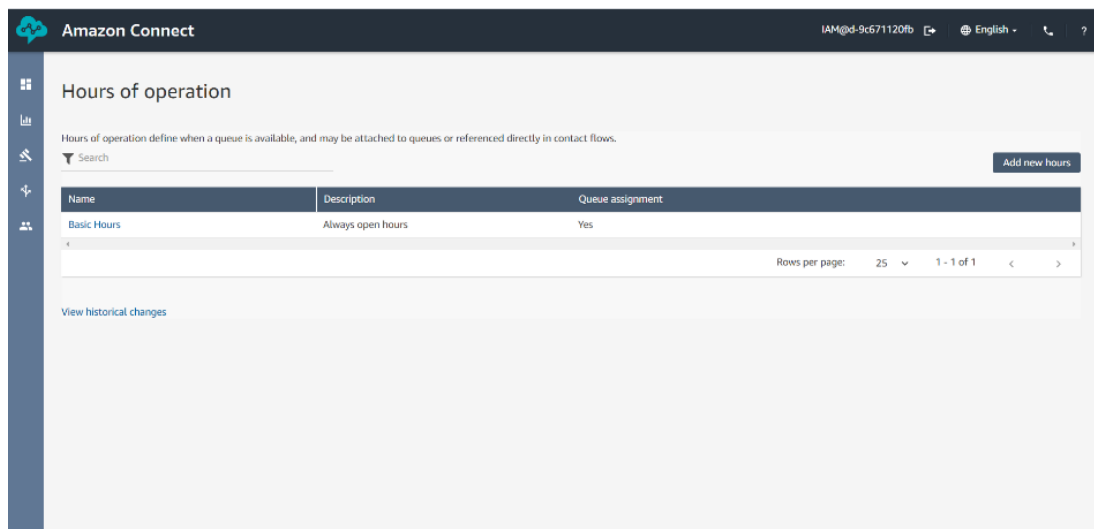 Amazon Connect
IAM@d-9c671120fb
English
?
Hours of operation
Hours of operation define when a queue is available, and may be attached to queues or referenced directly in contact flows.
Search
Add new hours
Name Description Queue assignment
Basic Hours Always open hours Yes
Rows per page: 25 1 - 1 of 1
View historical changes